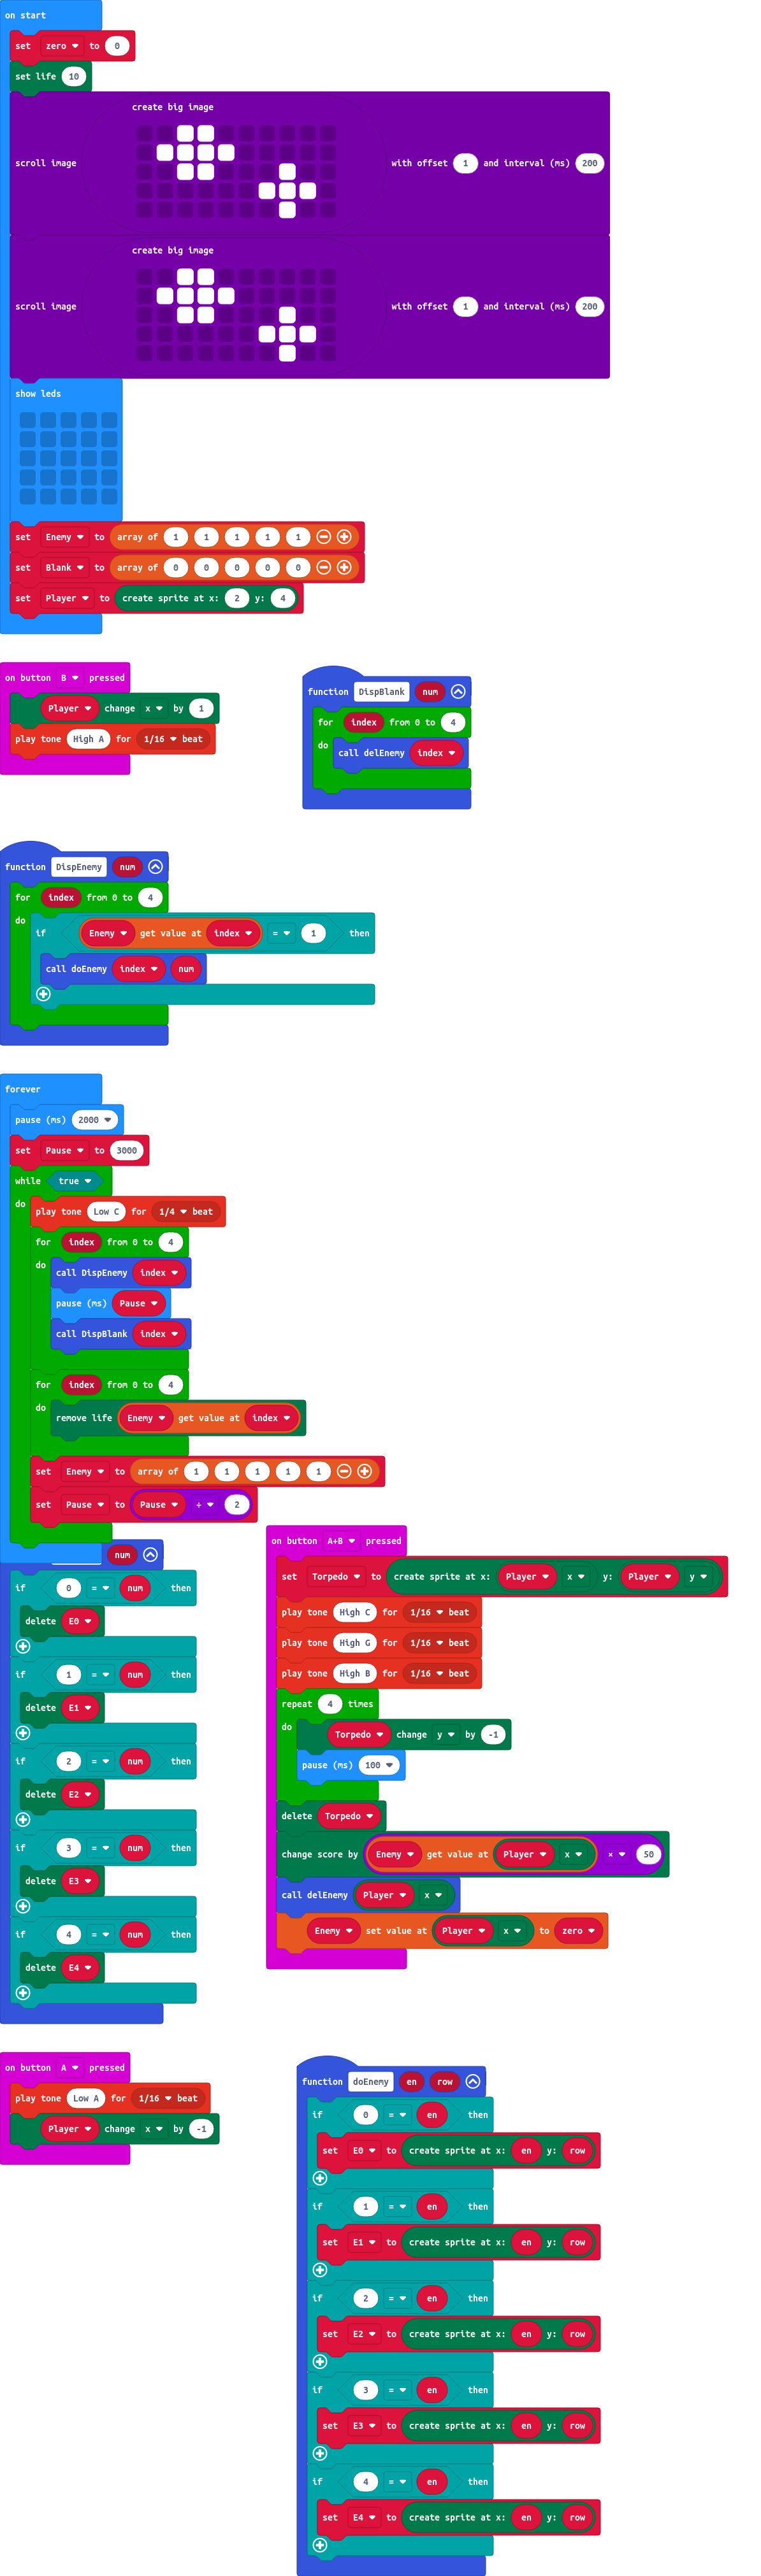 on start
set zero to 0
set life 10
create big image
scroll image with offset 1 and interval (ms) 200
create big image
scroll image with offset 1 and interval (ms) 200
show leds
set Enemy to array of 1 1 1 1 1
set Blank to array of 0 0 0 0 0
set Player to create sprite at x: 2 y: 4
on button B pressed
Player change x by 1
play tone High A for 1/16 beat
function DispBlank num
for index from 0 to 4
do
call delEnemy index
function DispEnemy num
for index from 0 to 4
do
if Enemy get value at index = 1 then
call doEnemy index num
forever
pause (ms) 2000
set Pause to 3000
while true
do
play tone Low C for 1/4 beat
for index from 0 to 4
do
call DispEnemy index
pause (ms) Pause
call DispBlank index
for index from 0 to 4
do
remove life Enemy get value at index
set Enemy to array of 1 1 1 1 1
set Pause to Pause ÷ 2
num
if 0 = num then
delete E0
if 1 = num then
delete E1
if 2 = num then
delete E2
if 3 = num then
delete E3
if 4 = num then
delete E4
on button A+B pressed
set Torpedo to create sprite at x: Player x y: Player y
play tone High C for 1/16 beat
play tone High G for 1/16 beat
play tone High B for 1/16 beat
repeat 4 times
do
Torpedo change y by -1
pause (ms) 100
delete Torpedo
change score by Enemy get value at Player x × 50
call delEnemy Player x
Enemy set value at Player x to zero
on button A pressed
play tone Low A for 1/16 beat
Player change x by -1
function doEnemy en row
if 0 = en then
set E0 to create sprite at x: en y: row
if 1 = en then
set E1 to create sprite at x: en y: row
if 2 = en then
set E2 to create sprite at x: en y: row
if 3 = en then
set E3 to create sprite at x: en y: row
if 4 = en then
set E4 to create sprite at x: en y: row